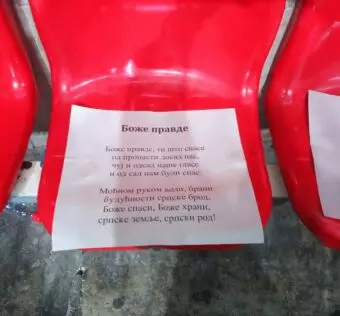 Боже правде
Боже правде, ти што спасе
од пропасти досад нас,
чуј и одсад наше гласе
и од сад нам буди спас.
Моћном руком води, брани
будућности српске брод,
Боже спаси, Боже храни,
српске земље, српски род!